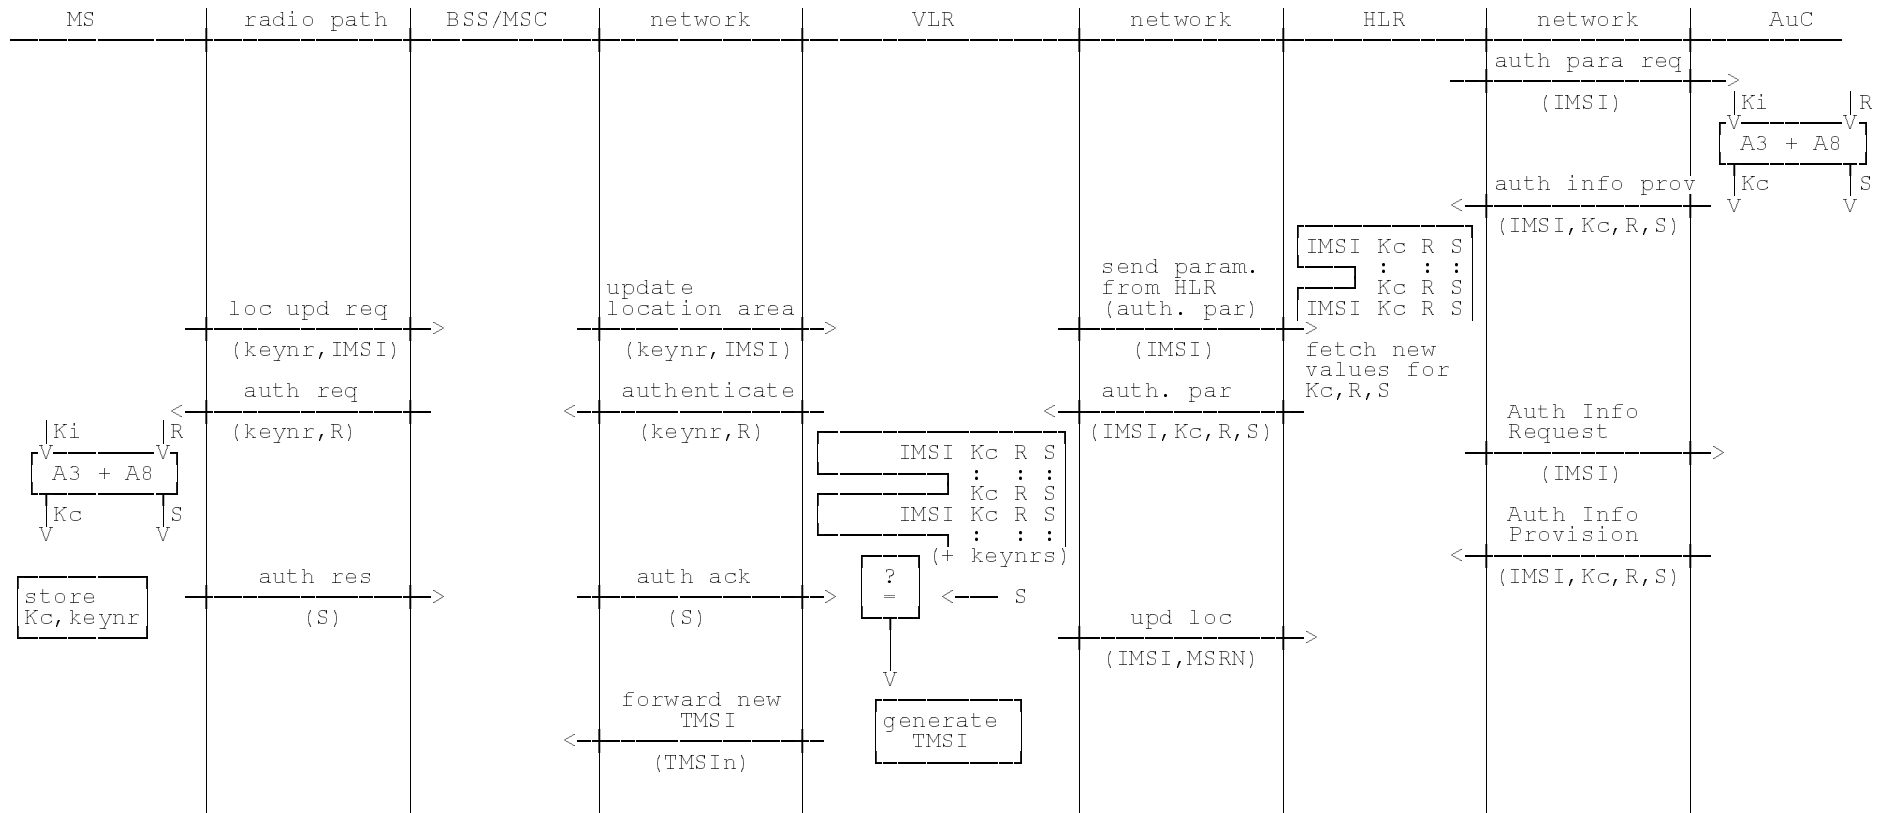 MS radio path BSS/MSC network VLR network HLR network AuC
auth para req
(IMSI)
Ki R
A3 + A8
auth info prov Kc S
(IMSI,Kc,R,S)
IMSI Kc R S
: : :
Kc R S
IMSI Kc R S
send param.
from HLR
(auth. par)
update
loc upd req location area
(keynr,IMSI) (keynr,IMSI) (IMSI) fetch new
values for
Kc,R,S
auth req authenticate auth. par
(keynr,R) (keynr,R) (IMSI,Kc,R,S)
Auth Info
Request
(IMSI)
Ki R
A3 + A8
Kc S
IMSI Kc R S
: : :
Kc R S
IMSI Kc R S
: : :
(+ keynrs)
Auth Info
Provision
(IMSI,Kc,R,S)
store
Kc,keynr
auth res auth ack ?
= S
(S) (S)
upd loc
(IMSI,MSRN)
forward new
TMSI
(TMSIn)
generate
TMSI